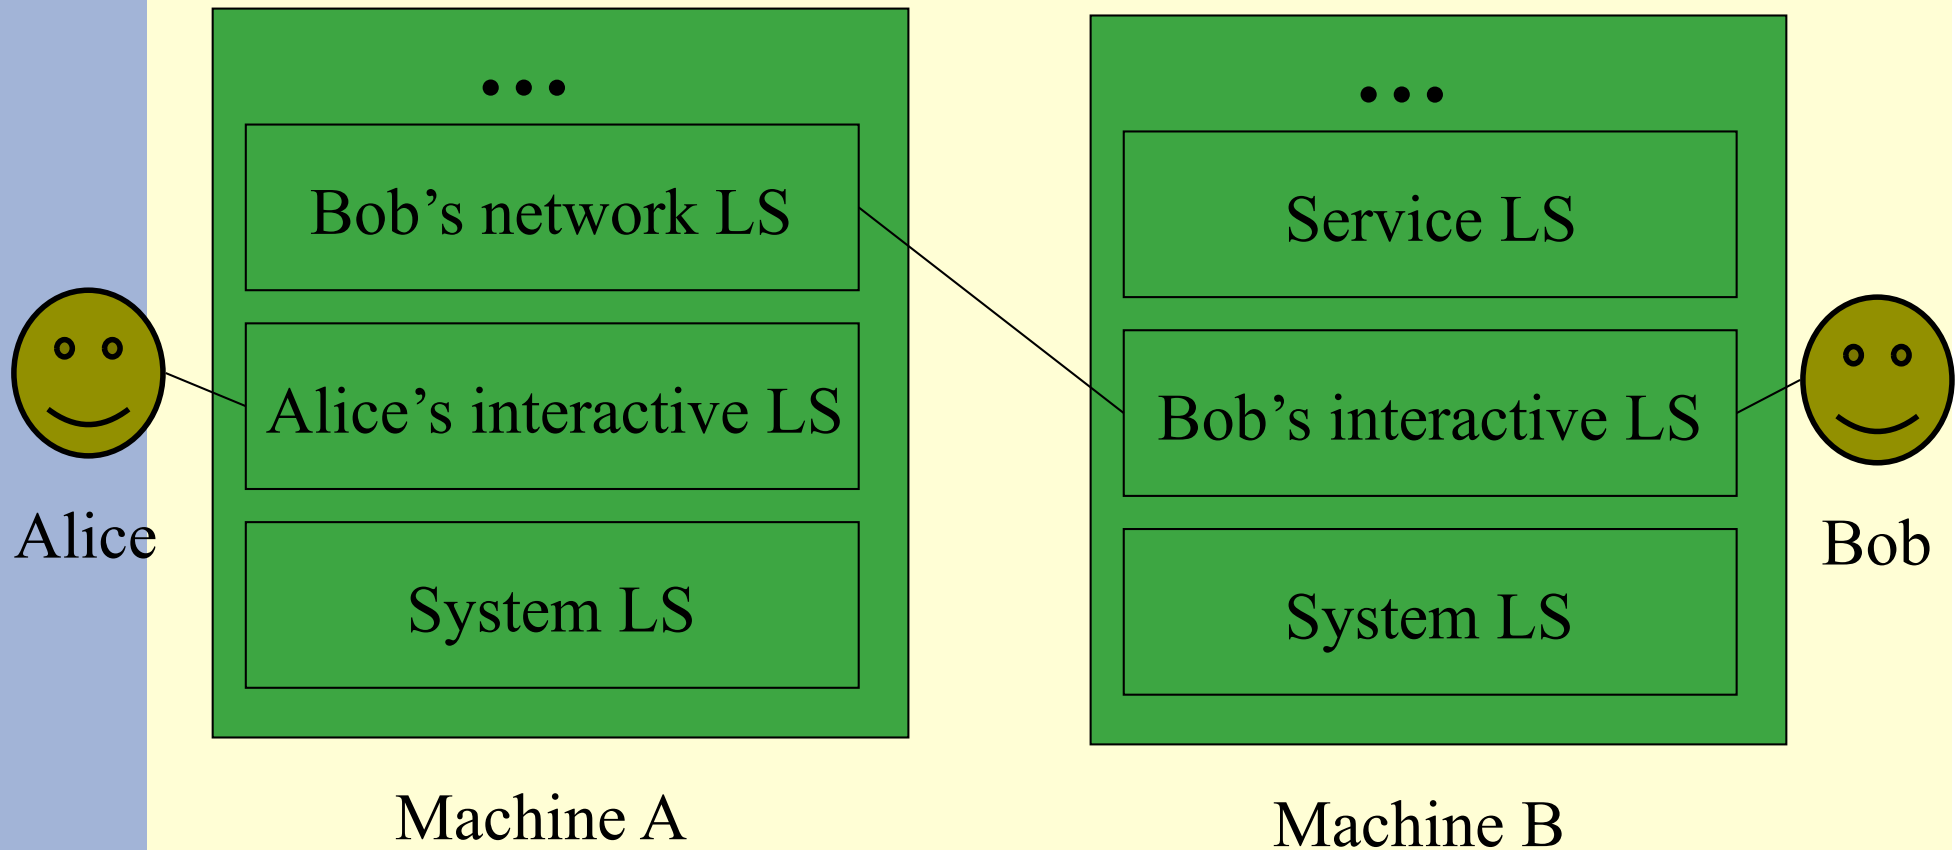 ...
Bob’s network LS
Alice’s interactive LS
System LS
Alice
Machine A
...
Service LS
Bob’s interactive LS
System LS
Bob
Machine B